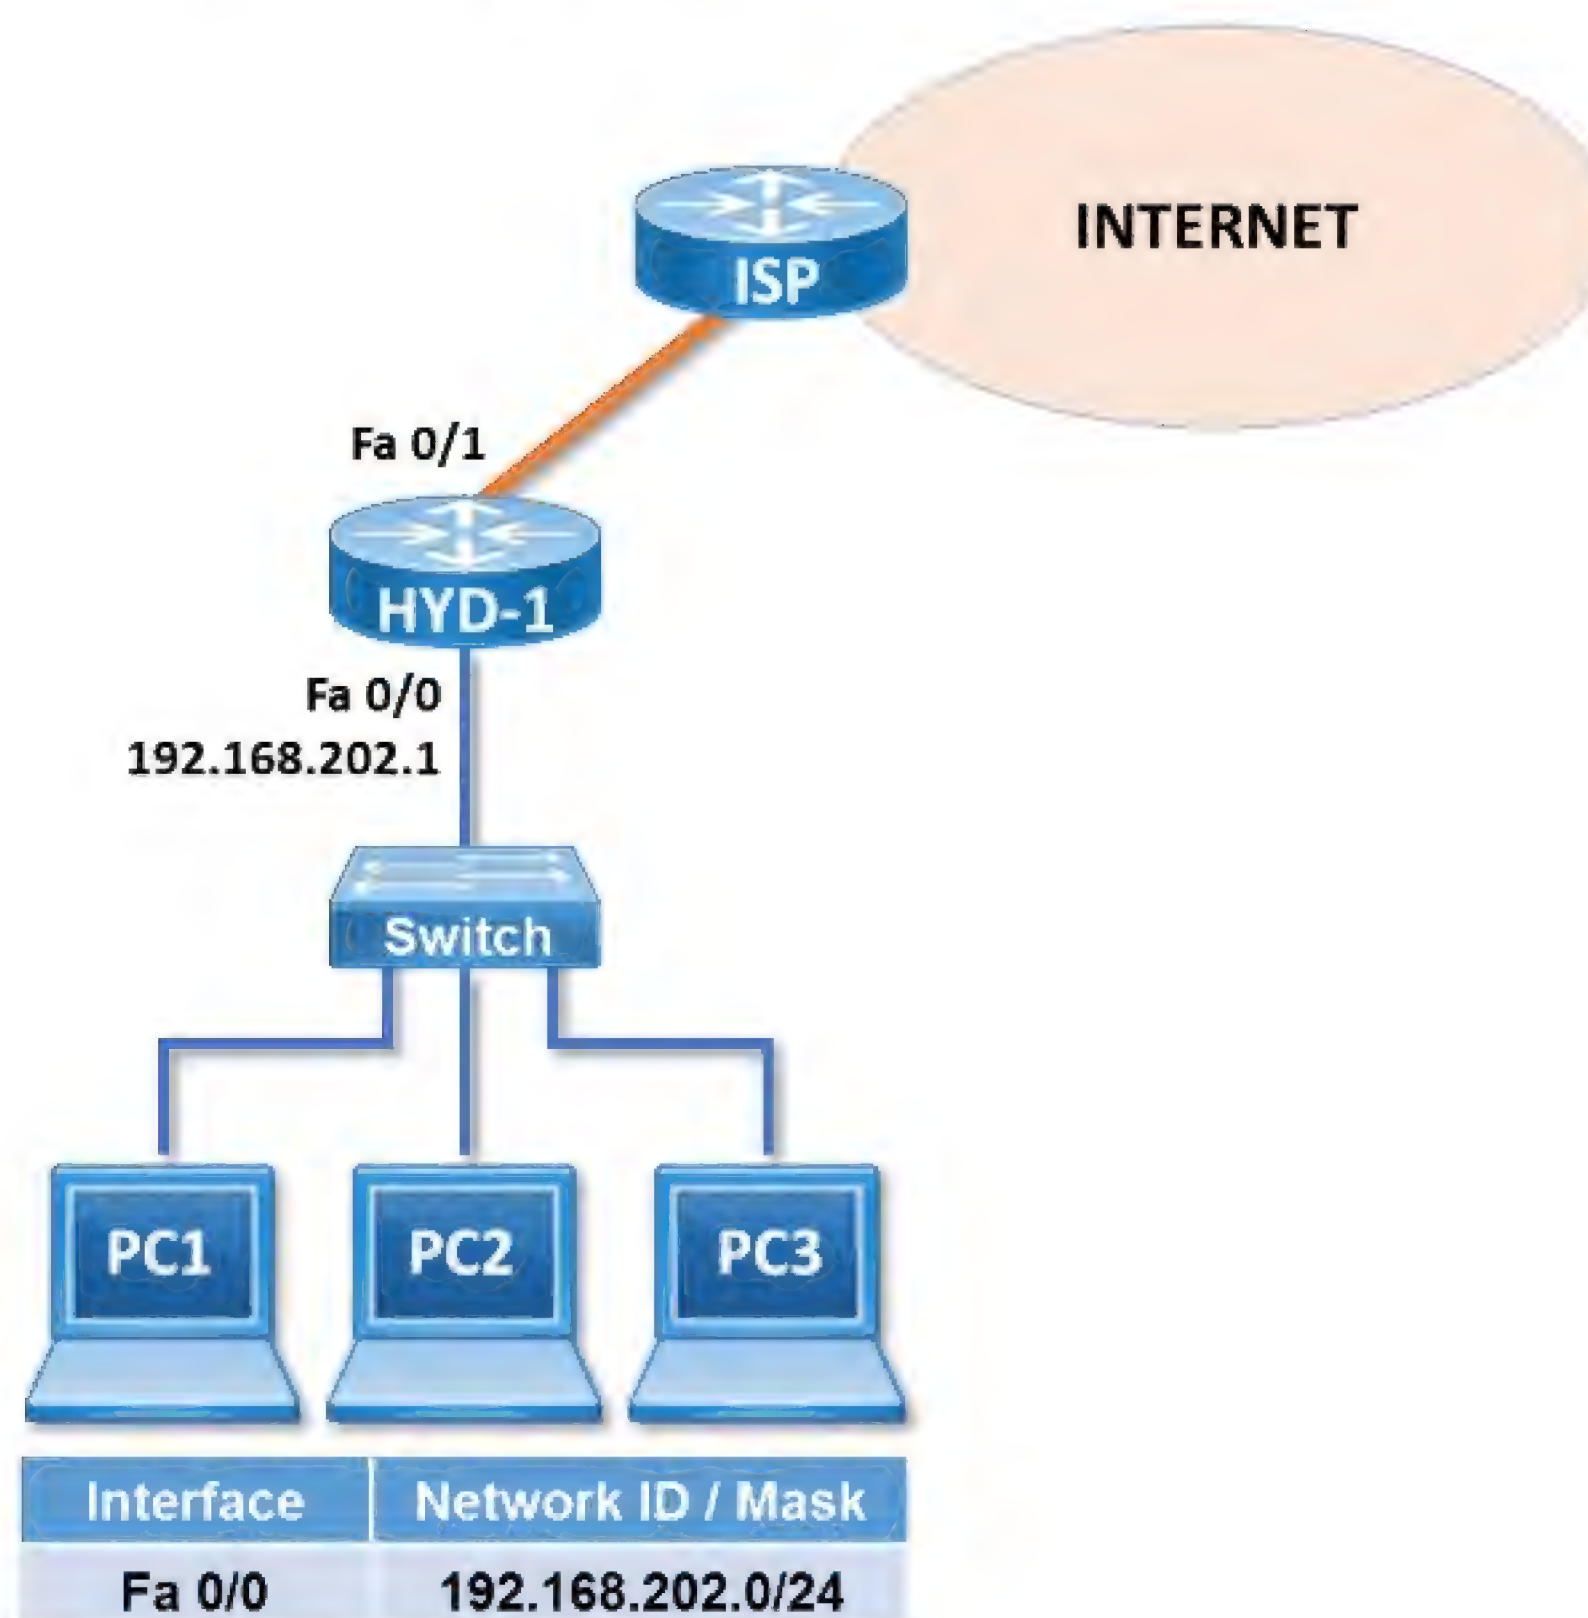 INTERNET
ISP
Fa 0/1
HYD-1
Fa 0/0
192.168.202.1
Switch
PC1 PC2 PC3
Interface Network ID / Mask
Fa 0/0 192.168.202.0/24